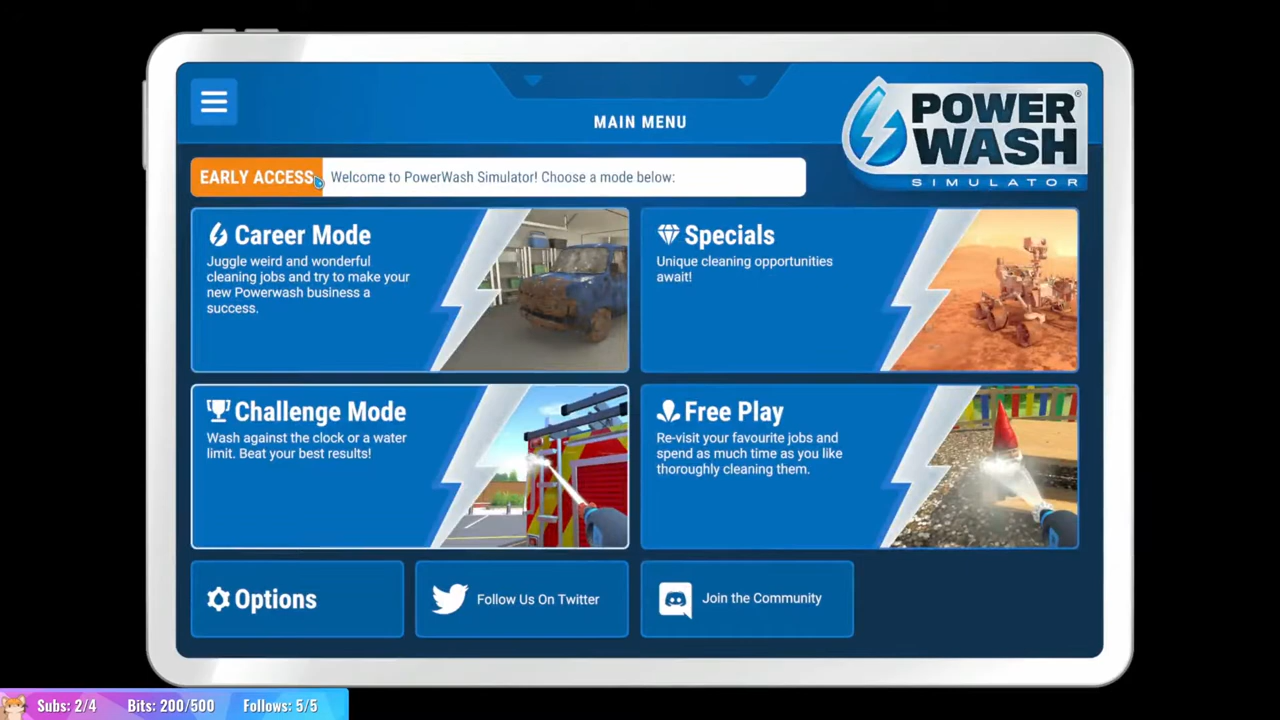 MAIN MENU
POWER WASH
SIMULATOR
EARLY ACCESS
Welcome to PowerWash Simulator! Choose a mode below:
Career Mode
Juggle weird and wonderful
cleaning jobs and try to make your
new Powerwash business a
success.
Specials
Unique cleaning opportunities
await!
Challenge Mode
Wash against the clock or a water
limit. Beat your best results!
Free Play
Re-visit your favourite jobs and
spend as much time as you like
thoroughly cleaning them.
Options
Follow Us On Twitter
Join the Community
Subs: 2/4 Bits: 200/500 Follows: 5/5